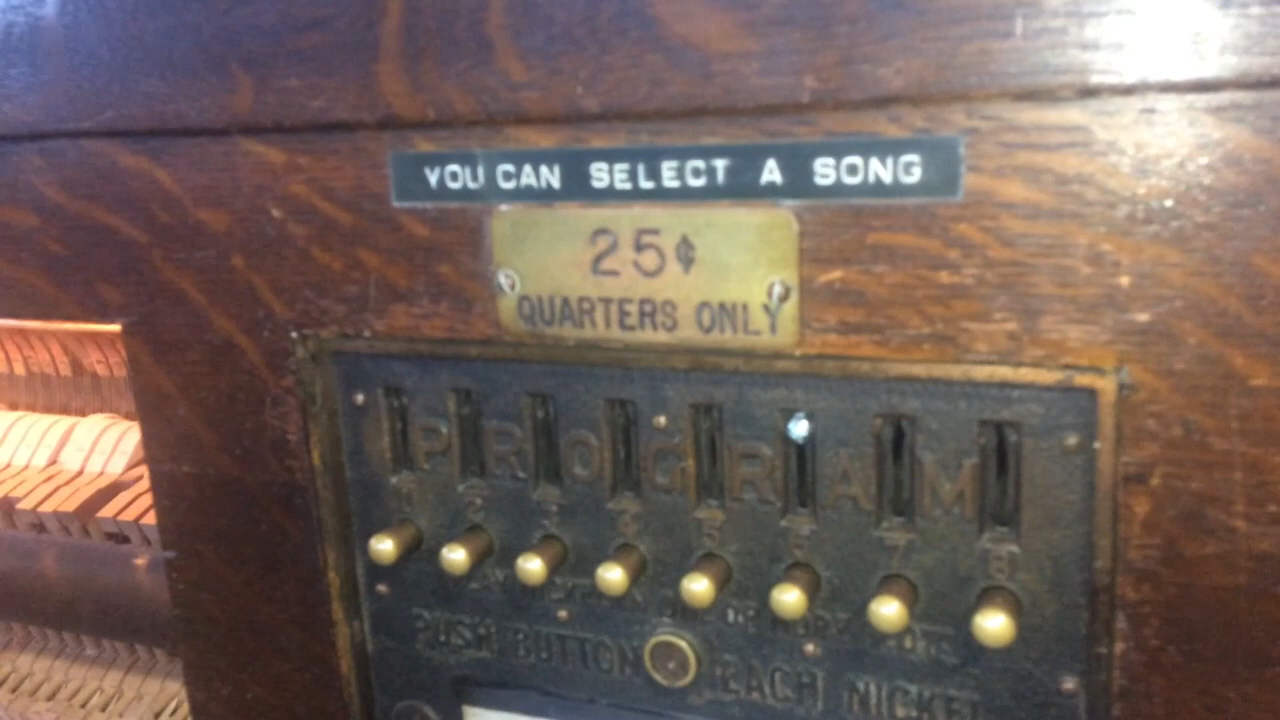 YOU CAN SELECT A SONG
25¢
QUARTERS ONLY
PROGRAM
1 2 3 4 5 6 7 8
PUSH BUTTON EACH NICKEL